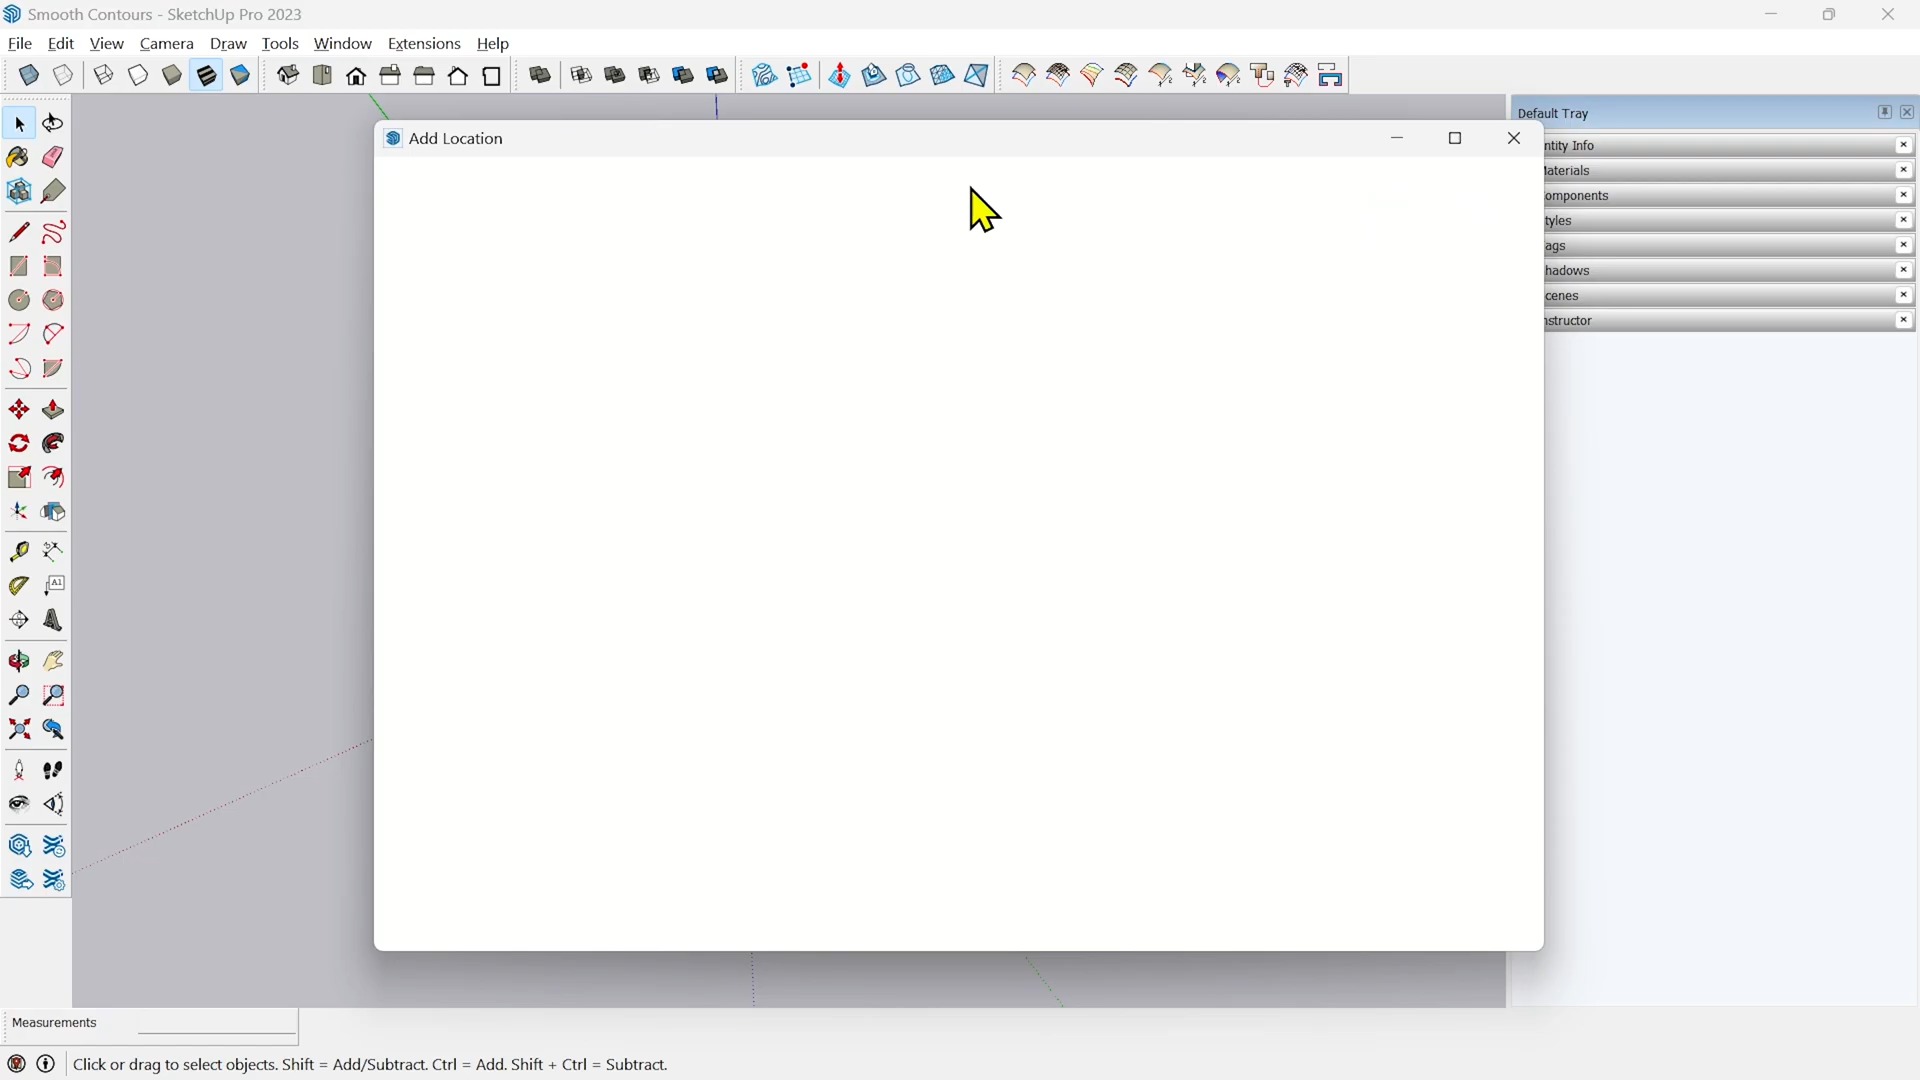 Smooth Contours - SketchUp Pro 2023
File Edit View Camera Draw Tools Window Extensions Help
Default Tray
Add Location
ntity Info
aterials
omponents
tyles
ags
hadows
cenes
nstructor
A1
Measurements
Click or drag to select objects. Shift = Add/Subtract. Ctrl = Add. Shift + Ctrl = Subtract.